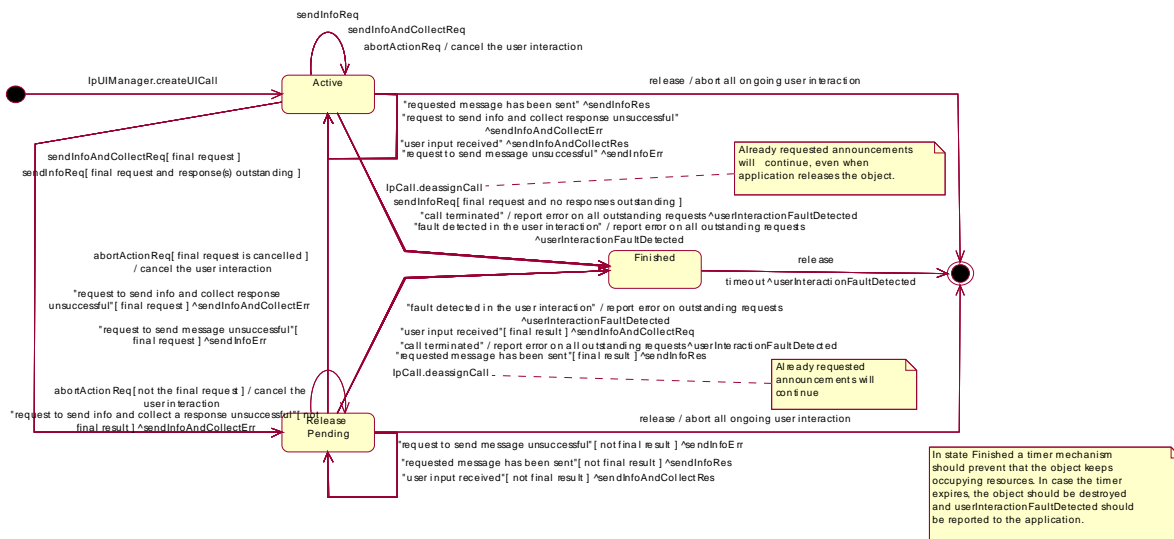 sendInfoReq
sendInfoAndCollectReq
abortActionReq / cancel the user interaction
IpUIManager.createUICall
Active
release / abort all ongoing user interaction
"requested message has been sent" ^sendInfoRes
"request to send info and collect response unsuccessful"
^sendInfoAndCollectErr
"user input received" ^sendInfoAndCollectRes
"request to send message unsuccessful" ^sendInfoErr
sendInfoAndCollectReq[ final request ]
sendInfoReq[ final request and response(s) outstanding ]
Already requested announcements
will continue, even when
application releases the object.
IpCall.deassignCall
sendInfoReq[ final request and no responses outstanding ]
"call terminated" / report error on all outstanding requests ^userInteractionFaultDetected
"fault detected in the user interaction" / report error on all outstanding requests
^userInteractionFaultDetected
abortActionReq[ final request is cancelled ]
/ cancel the user interaction
Finished
release
timeout ^userInteractionFaultDetected
"request to send info and collect response
unsuccessful"[ final request ] ^sendInfoAndCollectErr
"request to send message unsuccessful"[
final request ] ^sendInfoErr
"fault detected in the user interaction" / report error on outstanding requests
^userInteractionFaultDetected
"user input received"[ final result ] ^sendInfoAndCollectReq
"call terminated" / report error on all outstanding requests^userInteractionFaultDetected
"requested message has been sent"[ final result ] ^sendInfoRes
IpCall.deassignCall
Already requested
announcements will
continue
abortActionReq[ not the final request ] / cancel the
user interaction
"request to send info and collect a response unsuccessful"[ not
final result ] ^sendInfoAndCollectErr
Release
Pending
release / abort all ongoing user interaction
"request to send message unsuccessful"[ not final result ] ^sendInfoErr
"requested message has been sent"[ not final result ] ^sendInfoRes
"user input received"[ not final result ] ^sendInfoAndCollectRes
In state Finished a timer mechanism
should prevent that the object keeps
occupying resources. In case the timer
expires, the object should be destroyed
and userInteractionFaultDetected should
be reported to the application.